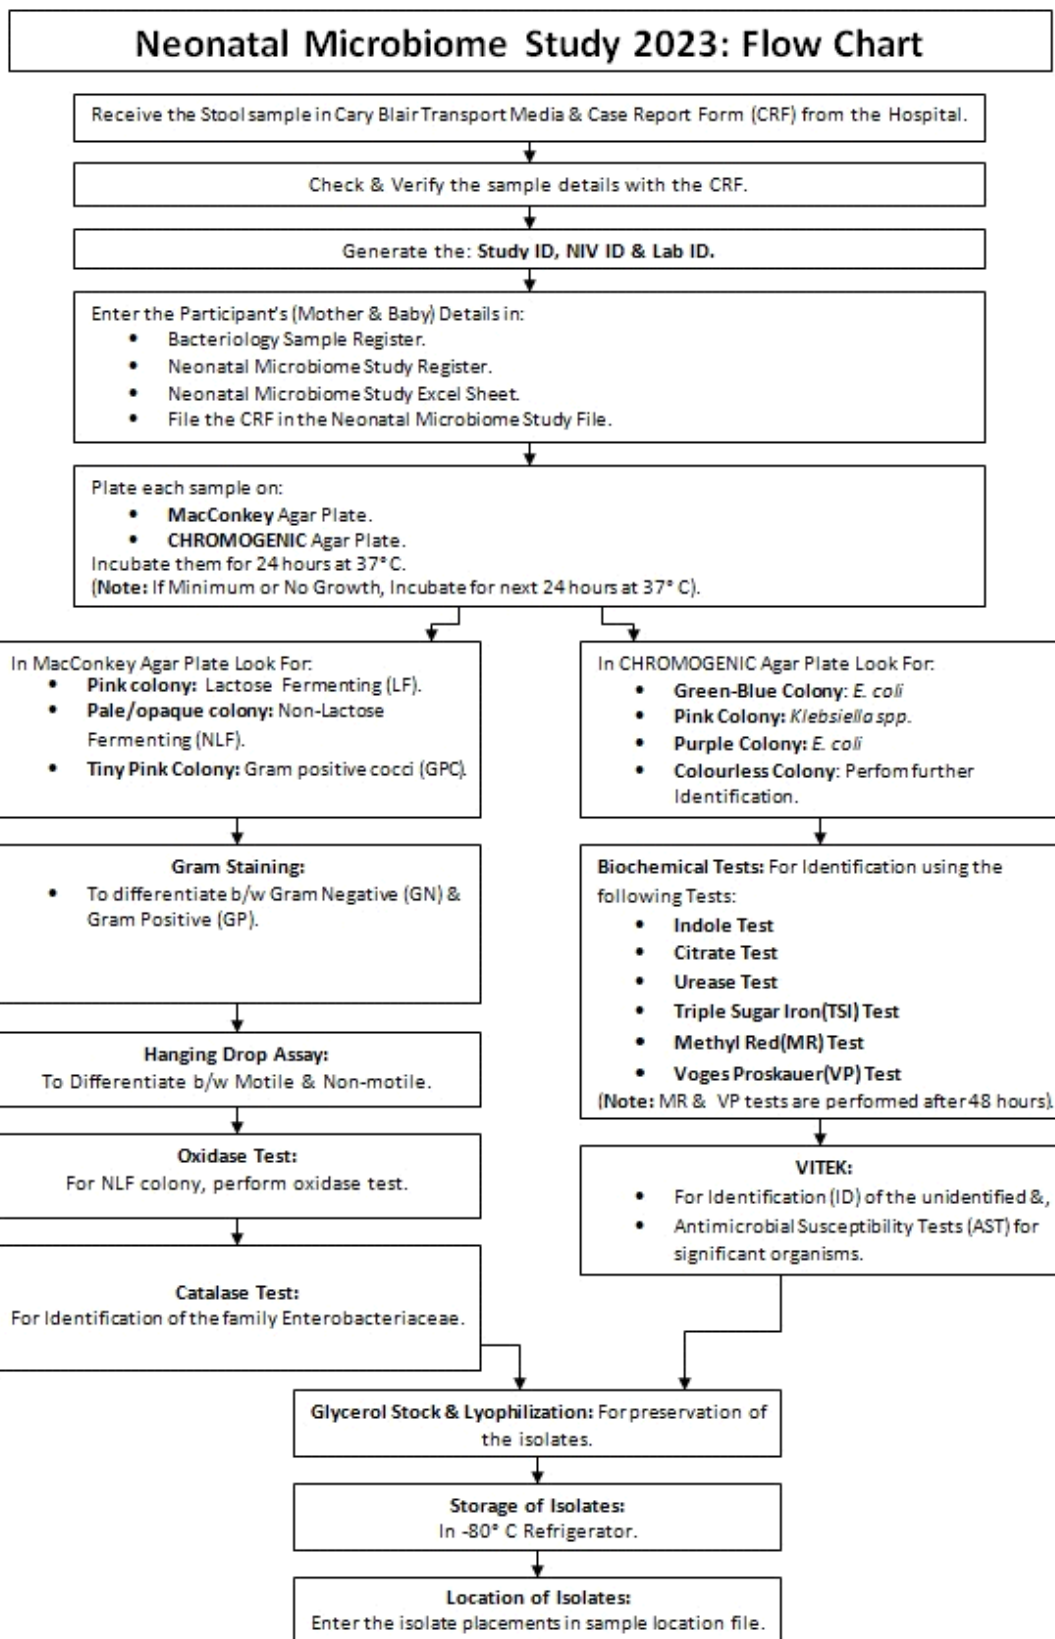 Neonatal Microbiome Study 2023: Flow Chart
Receive the Stool sample in Cary Blair Transport Media & Case Report Form (CRF) from the Hospital.
Check & Verify the sample details with the CRF.
Generate the: Study ID, NIV ID & Lab ID.
Enter the Participant's (Mother & Baby) Details in:
• Bacteriology Sample Register.
• Neonatal Microbiome Study Register.
• Neonatal Microbiome Study Excel Sheet.
• File the CRF in the Neonatal Microbiome Study File.
Plate each sample on:
• MacConkey Agar Plate.
• CHROMOGENIC Agar Plate.
Incubate them for 24 hours at 37° C.
(Note: If Minimum or No Growth, Incubate for next 24 hours at 37° C).
In MacConkey Agar Plate Look For:
• Pink colony: Lactose Fermenting (LF).
• Pale/opaque colony: Non-Lactose
Fermenting (NLF).
• Tiny Pink Colony: Gram positive cocci (GPC).
Gram Staining:
• To differentiate b/w Gram Negative (GN) &
Gram Positive (GP).
Hanging Drop Assay:
To Differentiate b/w Motile & Non-motile.
Oxidase Test:
For NLF colony, perform oxidase test.
Catalase Test:
For Identification of the family Enterobacteriaceae.
In CHROMOGENIC Agar Plate Look For:
• Green-Blue Colony: E. coli
• Pink Colony: Klebsiella spp.
• Purple Colony: E. coli
• Colourless Colony: Perfom further
Identification.
Biochemical Tests: For Identification using the
following Tests:
• Indole Test
• Citrate Test
• Urease Test
• Triple Sugar Iron(TSI) Test
• Methyl Red(MR) Test
• Voges Proskauer(VP) Test
(Note: MR & VP tests are performed after 48 hours).
VITEK:
• For Identification (ID) of the unidentified &,
• Antimicrobial Susceptibility Tests (AST) for
significant organisms.
Glycerol Stock & Lyophilization: For preservation of
the isolates.
Storage of Isolates:
In -80° C Refrigerator.
Location of Isolates:
Enter the isolate placements in sample location file.